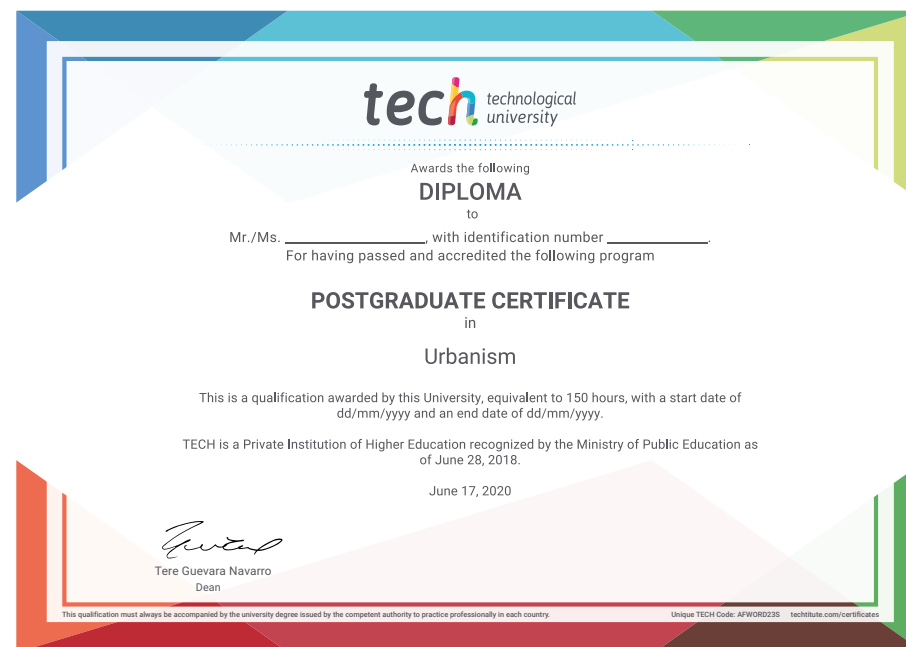 tech technological
university
Awards the following
DIPLOMA
to
Mr./Ms. ____________________, with identification number ______________.
For having passed and accredited the following program
POSTGRADUATE CERTIFICATE
in
Urbanism
This is a qualification awarded by this University, equivalent to 150 hours, with a start date of
dd/mm/yyyy and an end date of dd/mm/yyyy.
TECH is a Private Institution of Higher Education recognized by the Ministry of Public Education as
of June 28, 2018.
June 17, 2020
Tere Guevara Navarro
Dean
This qualification must always be accompanied by the university degree issued by the competent authority to practice professionally in each country. Unique TECH Code: AFWORD23S techtitute.com/certificates